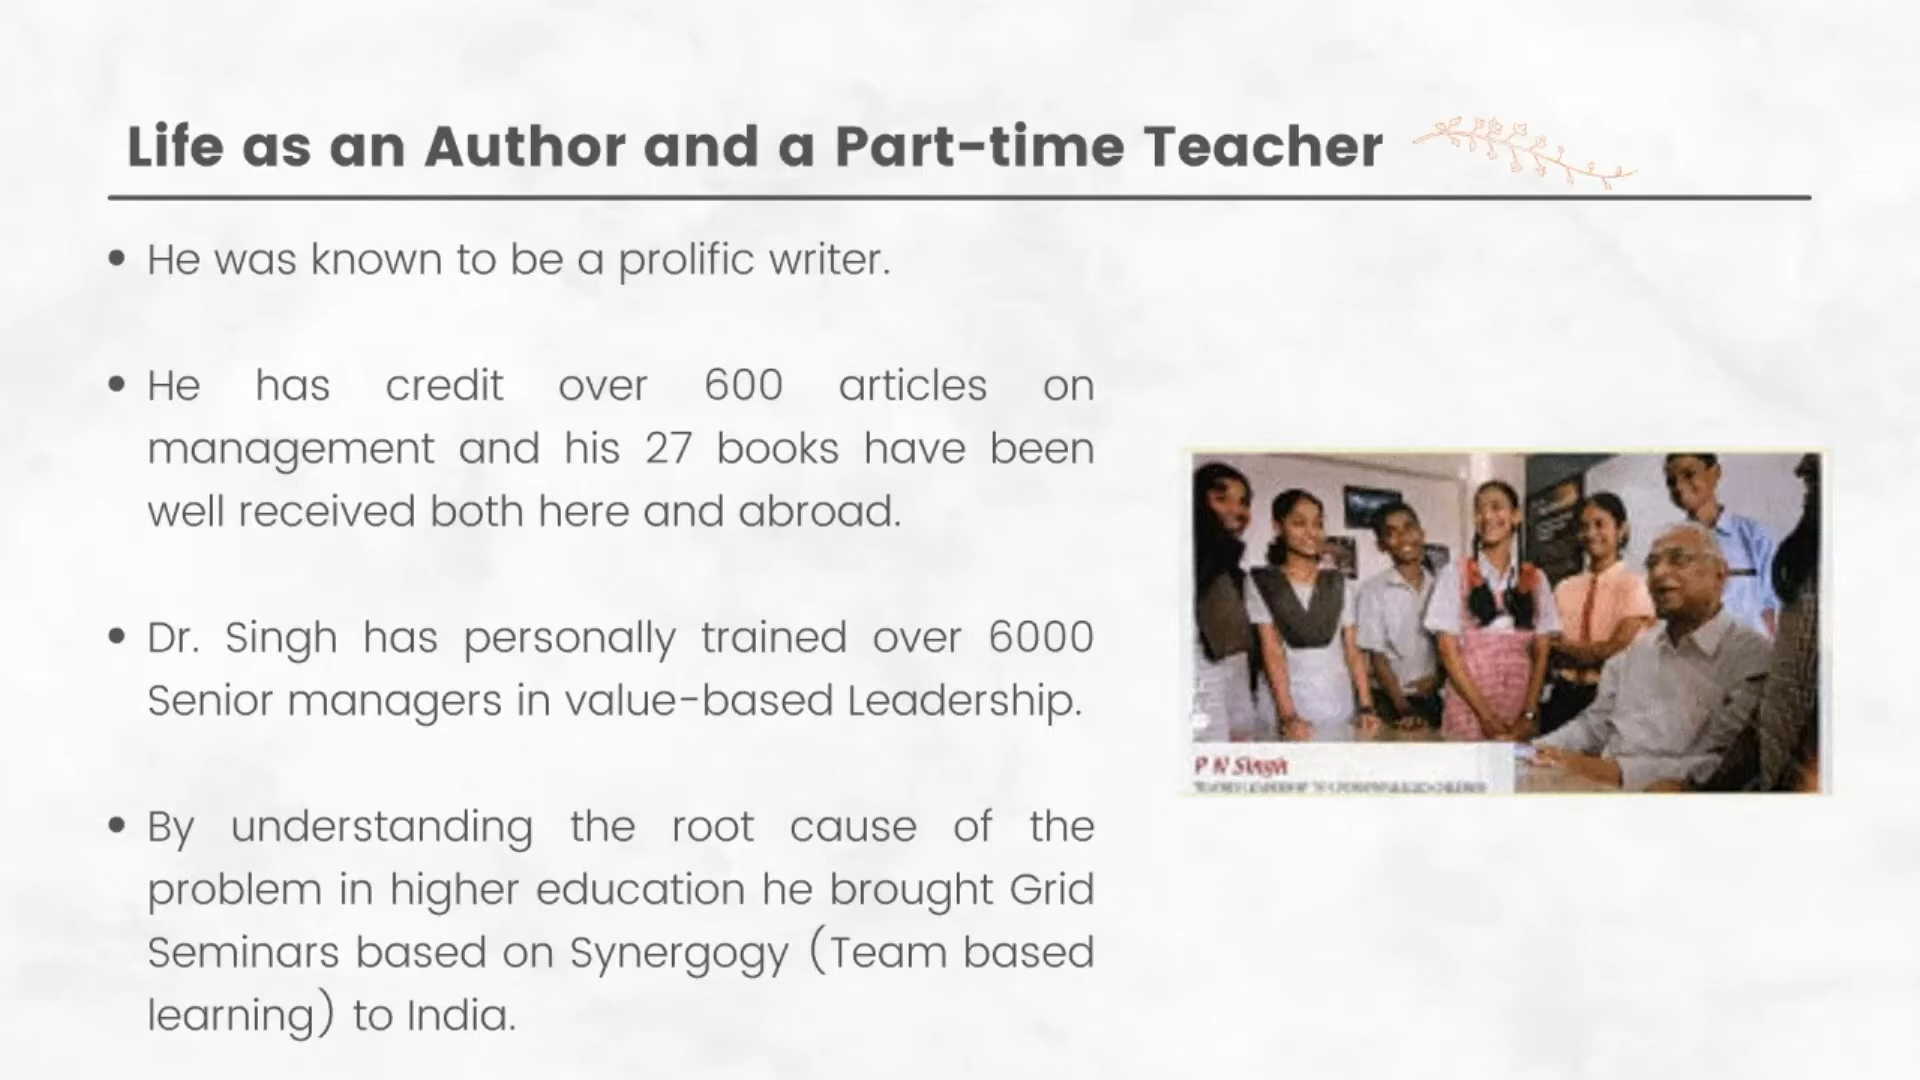 Life as an Author and a Part-time Teacher
• He was known to be a prolific writer.
• He has credit over 600 articles on
management and his 27 books have been
well received both here and abroad.
• Dr. Singh has personally trained over 6000
Senior managers in value-based Leadership.
• By understanding the root cause of the
problem in higher education he brought Grid
Seminars based on Synergogy (Team based
learning) to India.
P N Singh